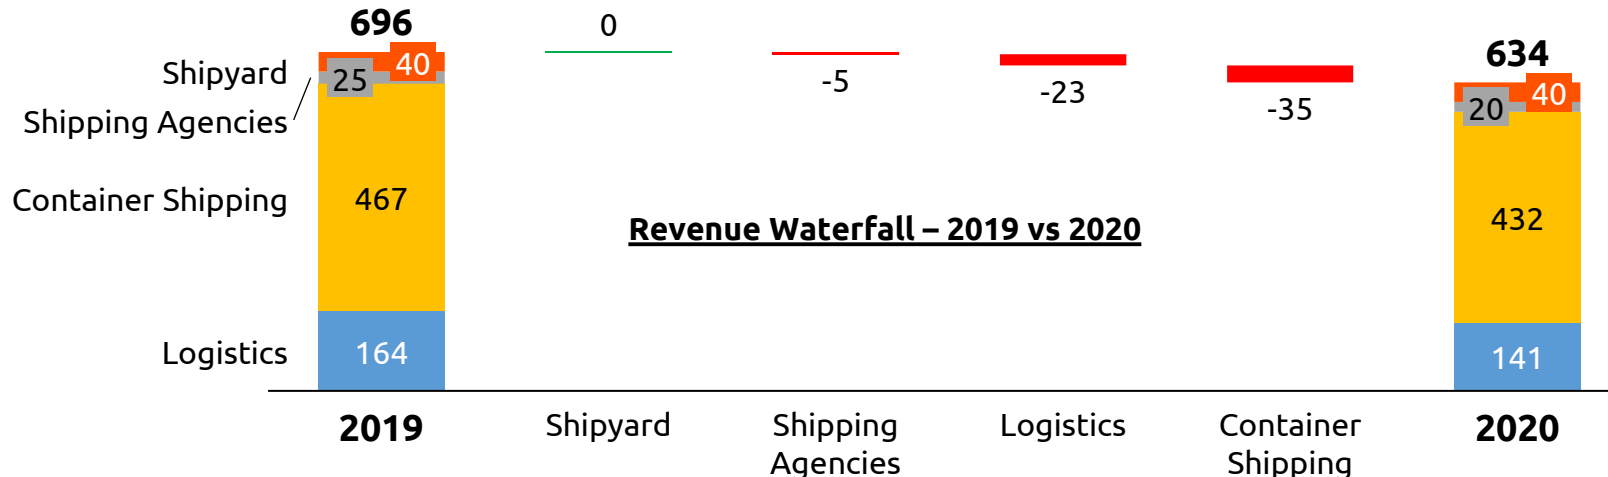 696
0
634
Shipyard
40
25
-5
-23
-35
40
20
Shipping Agencies
Container Shipping
467
432
Revenue Waterfall – 2019 vs 2020
Logistics
164
141
2019
Shipyard
Shipping
Agencies
Logistics
Container
Shipping
2020